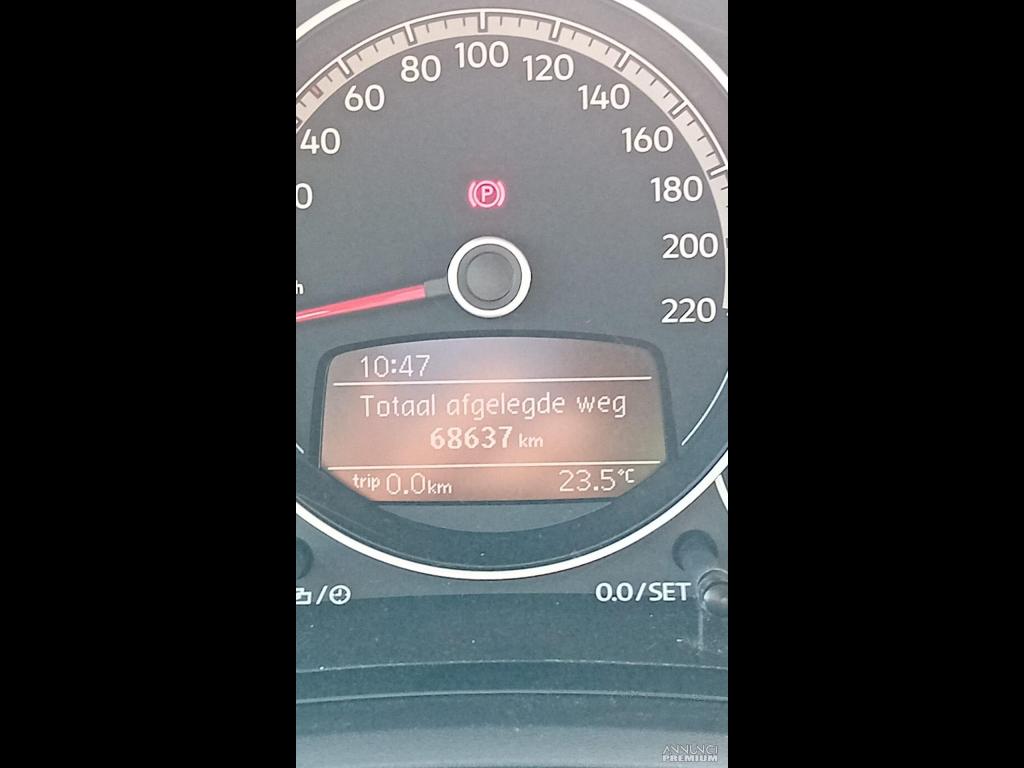 100
80
120
60
140
40
160
P
180
0
200
h
220
10:47
Totaal afgelegde weg
68637 km
trip 0.0km 23.5°C
/
0.0/SET
ANNUNCI
PREMIUM